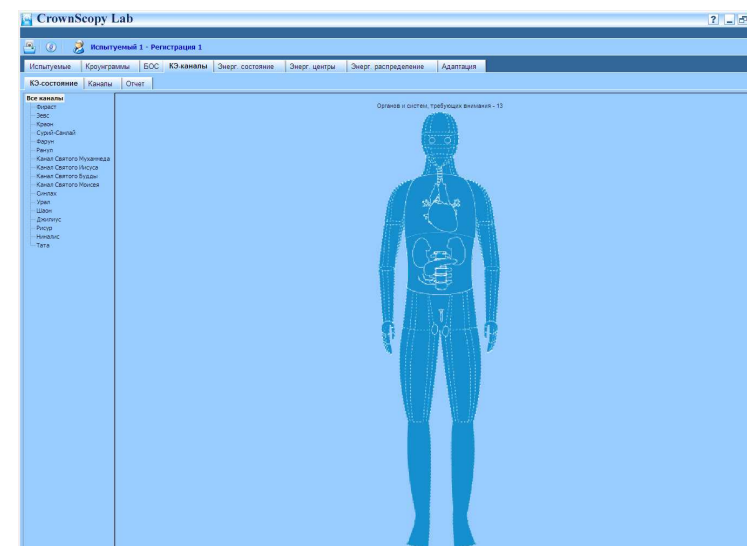 CrownScopy Lab
Испытуемый 1 - Регистрация 1
Испытуемые Кроунграммы БОС КЭ-каналы Энерг. состояние Энерг. центры Энерг. распределение Адаптация
КЭ-состояние Каналы Отчет
Все каналы
Фираст
Зевс
Краон
Сурий-Санлай
Фарун
Ранул
Канал Святого Мухаммеда
Канал Святого Иисуса
Канал Святого Будды
Канал Святого Моисея
Синлах
Урал
Шаон
Джилиус
Рисур
Ниналис
Тата
Органов и систем, требующих внимания - 13